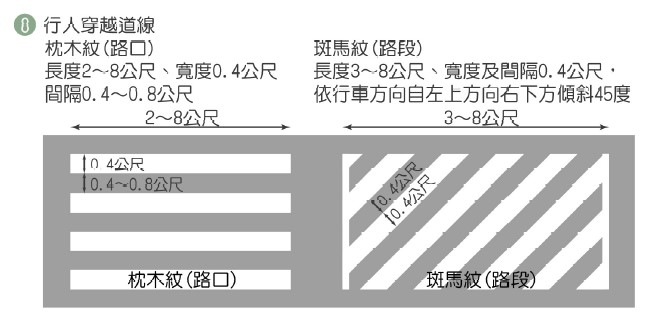 8 行人穿越道線
枕木紋(路口)
長度2～8公尺、寬度0.4公尺
間隔0.4～0.8公尺
2～8公尺
斑馬紋(路段)
長度3～8公尺、寬度及間隔0.4公尺，
依行車方向自左上方向右下方傾斜45度
3～8公尺
0.4公尺
0.4～0.8公尺
枕木紋(路口)
0.4公尺
0.4公尺
斑馬紋(路段)